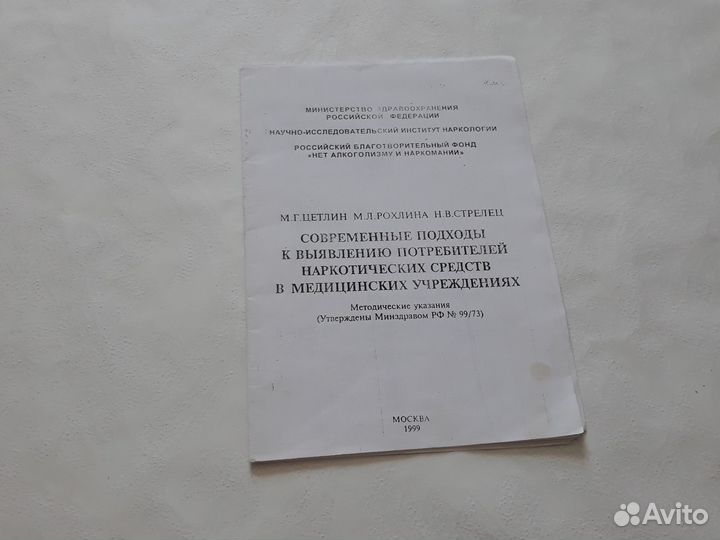 МИНИСТЕРСТВО ЗДРАВООХРАНЕНИЯ
РОССИЙСКОЙ ФЕДЕРАЦИИ
НАУЧНО-ИССЛЕДОВАТЕЛЬСКИЙ ИНСТИТУТ НАРКОЛОГИИ
РОССИЙСКИЙ БЛАГОТВОРИТЕЛЬНЫЙ ФОНД
«НЕТ АЛКОГОЛИЗМУ И НАРКОМАНИИ»
М.Г.ЦЕТЛИН М.Л.РОХЛИНА Н.В.СТРЕЛЕЦ
СОВРЕМЕННЫЕ ПОДХОДЫ
К ВЫЯВЛЕНИЮ ПОТРЕБИТЕЛЕЙ
НАРКОТИЧЕСКИХ СРЕДСТВ
В МЕДИЦИНСКИХ УЧРЕЖДЕНИЯХ
Методические указания
(Утверждены Минздравом РФ № 99/73)
МОСКВА
1999
Avito